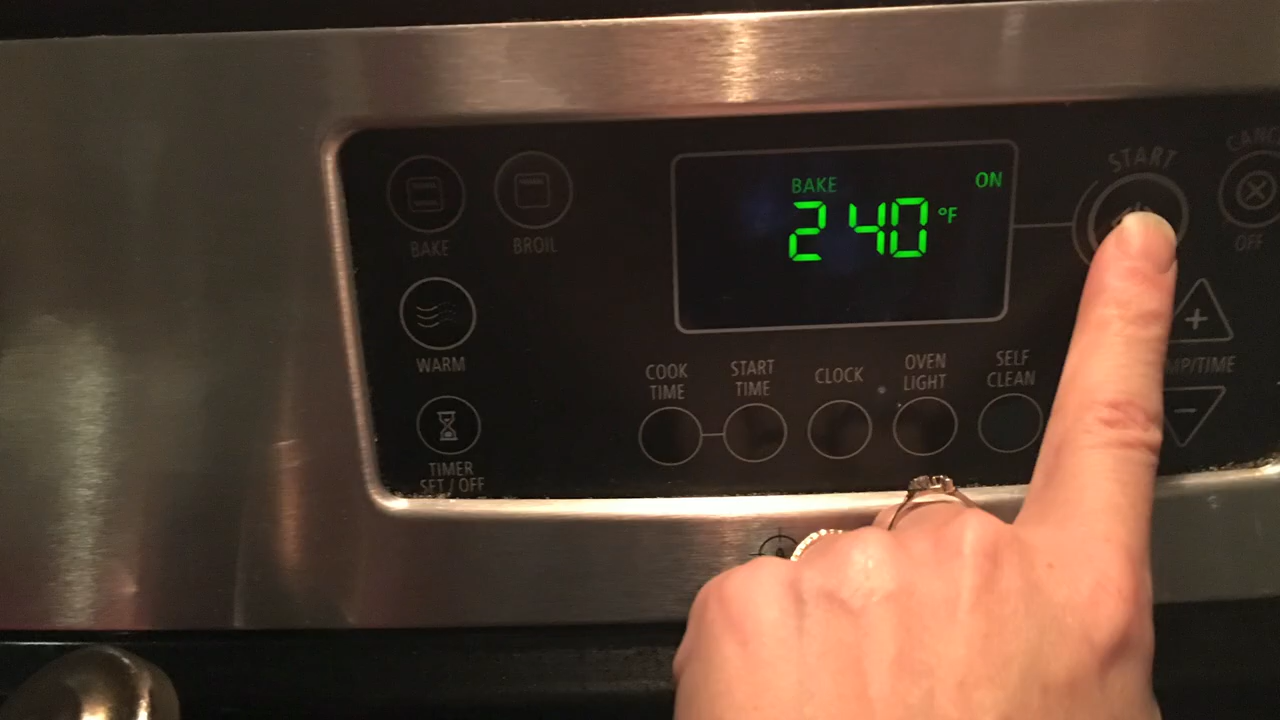 BAKE
BROIL
WARM
TIMER
SET / OFF
BAKE
ON
240 °F
COOK
TIME
START
TIME
CLOCK
OVEN
LIGHT
SELF
CLEAN
START
OFF
+
MP/TIME
−